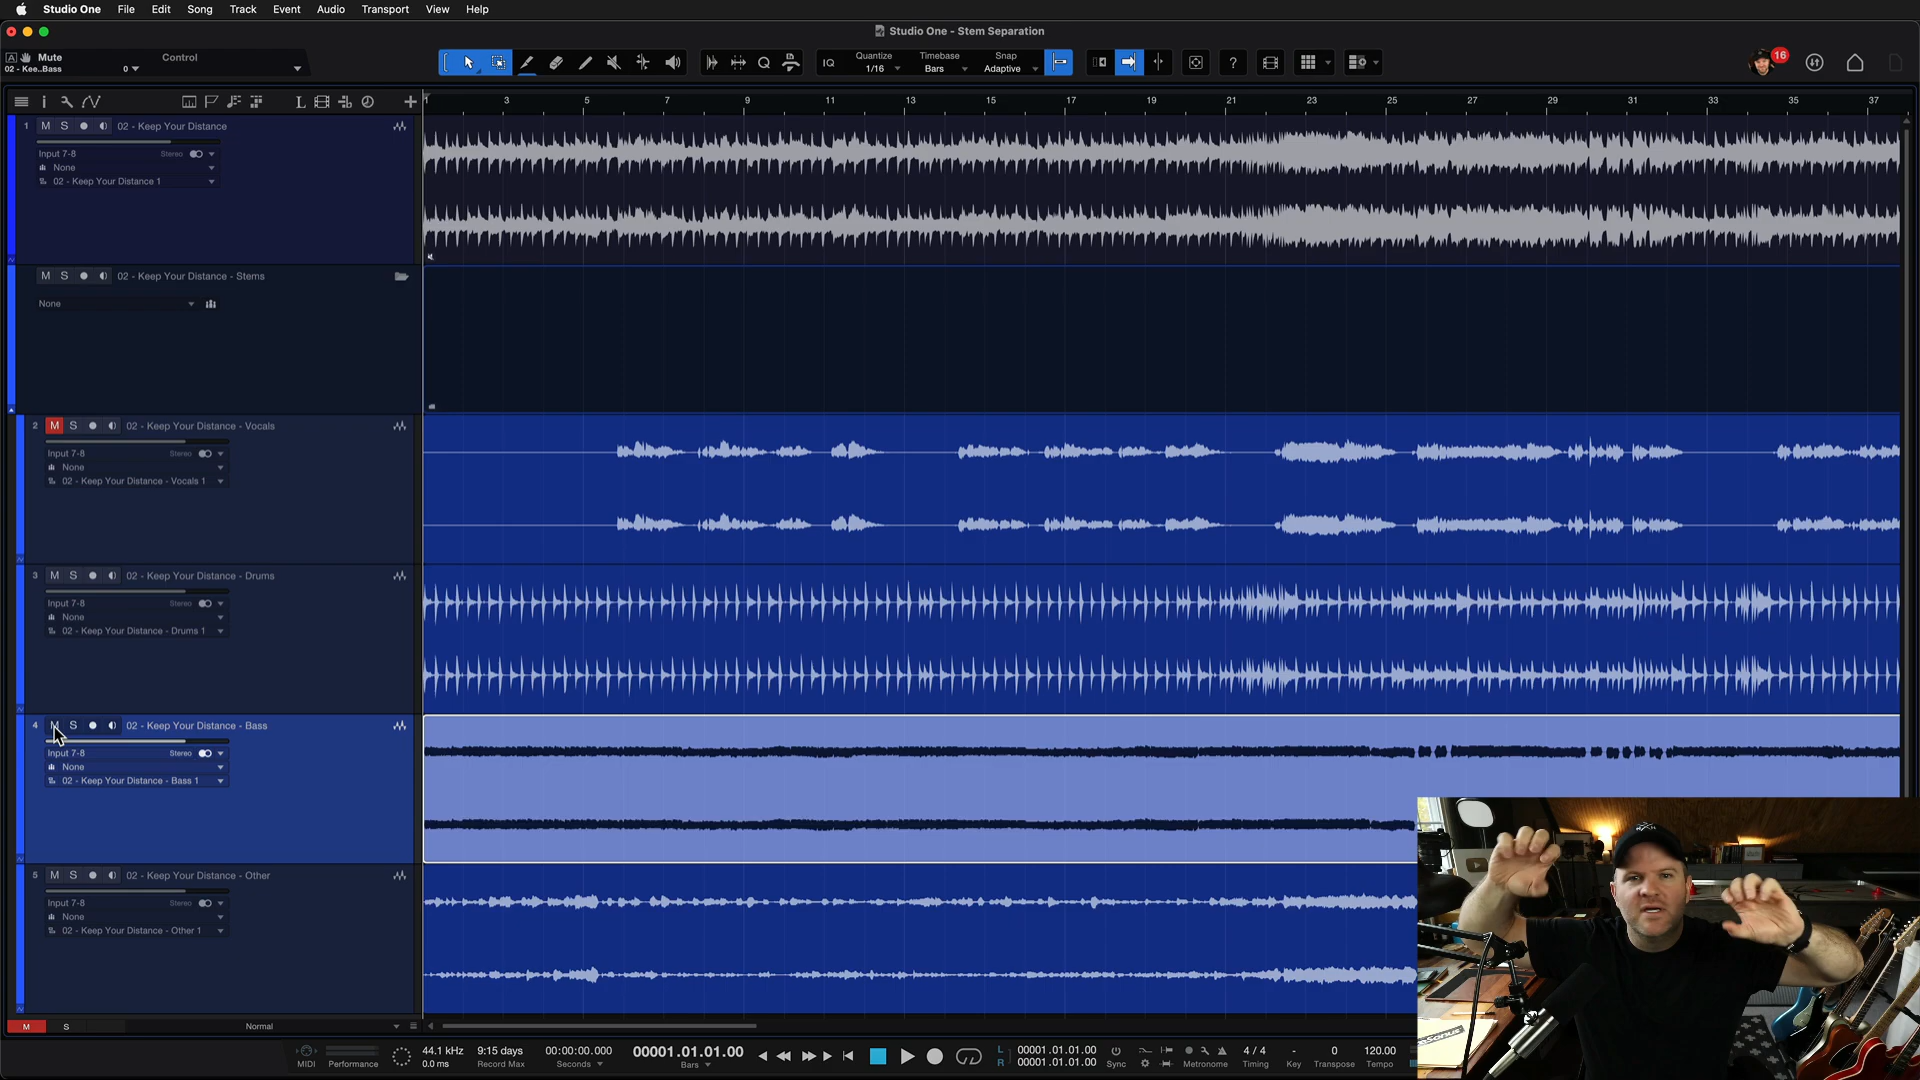 Studio One File Edit Song Track Event Audio Transport View Help
Studio One - Stem Separation
Mute
02 - Kee..Bass 0
Control
IQ
Quantize
1/16
Timebase
Bars
Snap
Adaptive
?
16
L
1 3 5 7 9 11 13 15 17 19 21 23 25 27 29 31 33 35 37
1 M S 02 - Keep Your Distance
Input 7-8 Stereo
None
02 - Keep Your Distance 1
M S 02 - Keep Your Distance - Stems
None
2 M S 02 - Keep Your Distance - Vocals
Input 7-8 Stereo
None
02 - Keep Your Distance - Vocals 1
3 M S 02 - Keep Your Distance - Drums
Input 7-8 Stereo
None
02 - Keep Your Distance - Drums 1
4 M S 02 - Keep Your Distance - Bass
Input 7-8 Stereo
None
02 - Keep Your Distance - Bass 1
5 M S 02 - Keep Your Distance - Other
Input 7-8 Stereo
None
02 - Keep Your Distance - Other 1
M S Normal
MIDI
Performance
44.1 kHz
0.0 ms
9:15 days
Record Max
00:00:00.000
Seconds
00001.01.01.00
Bars
L 00001.01.01.00
R 00001.01.01.00
Sync
Metronome
4 / 4
Timing
-
Key
0
Transpose
120.00
Tempo